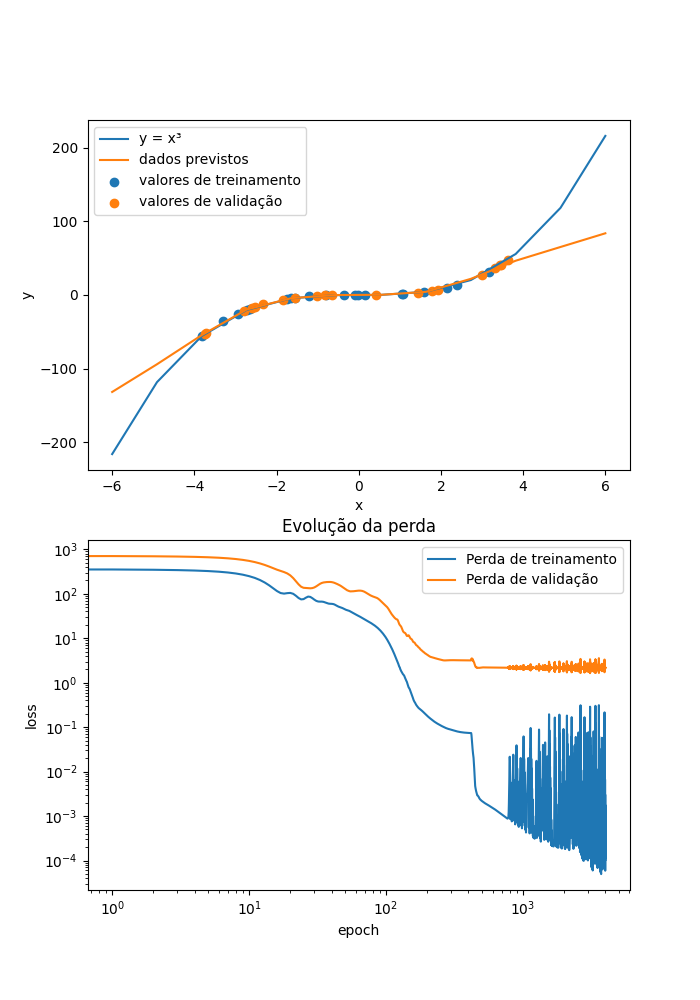 y = x³
dados previstos
valores de treinamento
valores de validação
200
100
0
−100
−200
y
−6
−4
−2
0
2
4
6
x
Evolução da perda
Perda de treinamento
Perda de validação
10³
10²
10¹
10⁰
10⁻¹
10⁻²
10⁻³
10⁻⁴
loss
10⁰
10¹
10²
10³
epoch